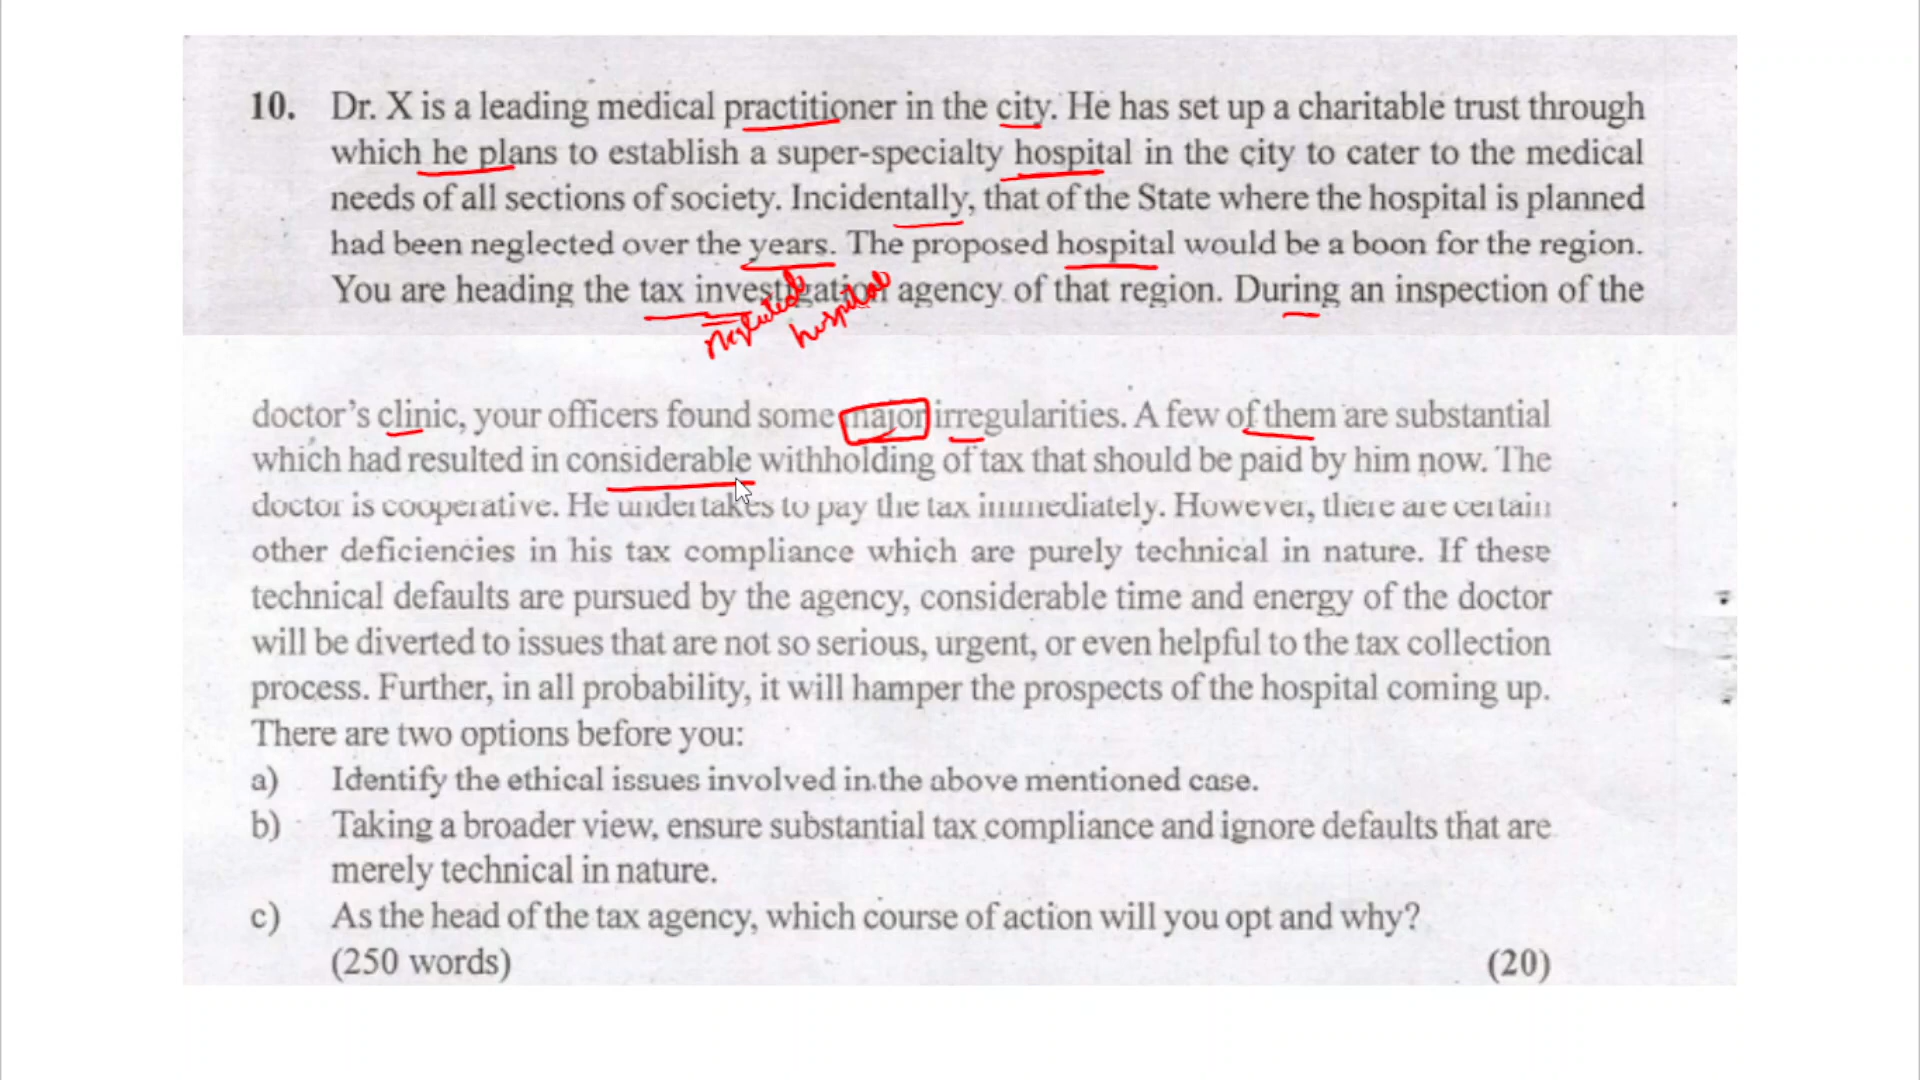 10. Dr. X is a leading medical practitioner in the city. He has set up a charitable trust through
which he plans to establish a super-specialty hospital in the city to cater to the medical
needs of all sections of society. Incidentally, that of the State where the hospital is planned
had been neglected over the years. The proposed hospital would be a boon for the region.
You are heading the tax investigation agency of that region. During an inspection of the
neglected hospital
doctor's clinic, your officers found some major irregularities. A few of them are substantial
which had resulted in considerable withholding of tax that should be paid by him now. The
doctor is cooperative. He undertakes to pay the tax immediately. However, there are certain
other deficiencies in his tax compliance which are purely technical in nature. If these
technical defaults are pursued by the agency, considerable time and energy of the doctor
will be diverted to issues that are not so serious, urgent, or even helpful to the tax collection
process. Further, in all probability, it will hamper the prospects of the hospital coming up.
There are two options before you:
a) Identify the ethical issues involved in the above mentioned case.
b) Taking a broader view, ensure substantial tax compliance and ignore defaults that are
merely technical in nature.
c) As the head of the tax agency, which course of action will you opt and why?
(250 words) (20)